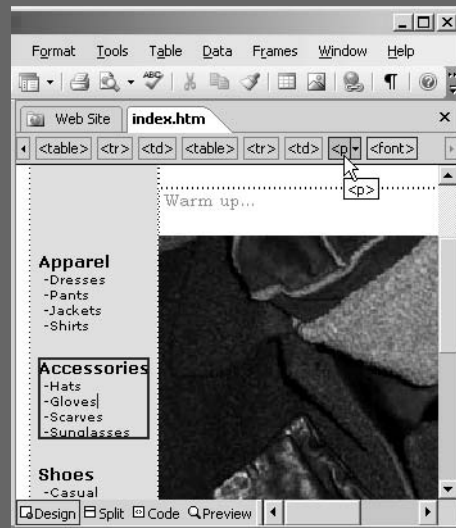 Format Tools Table Data Frames Window Help
Web Site index.htm
<table> <tr> <td> <table> <tr> <td> <p <font>
<p>
Warm up...
Apparel
-Dresses
-Pants
-Jackets
-Shirts
Accessories
-Hats
-Gloves
-Scarves
-Sunglasses
Shoes
-Casual
Design Split Code Preview